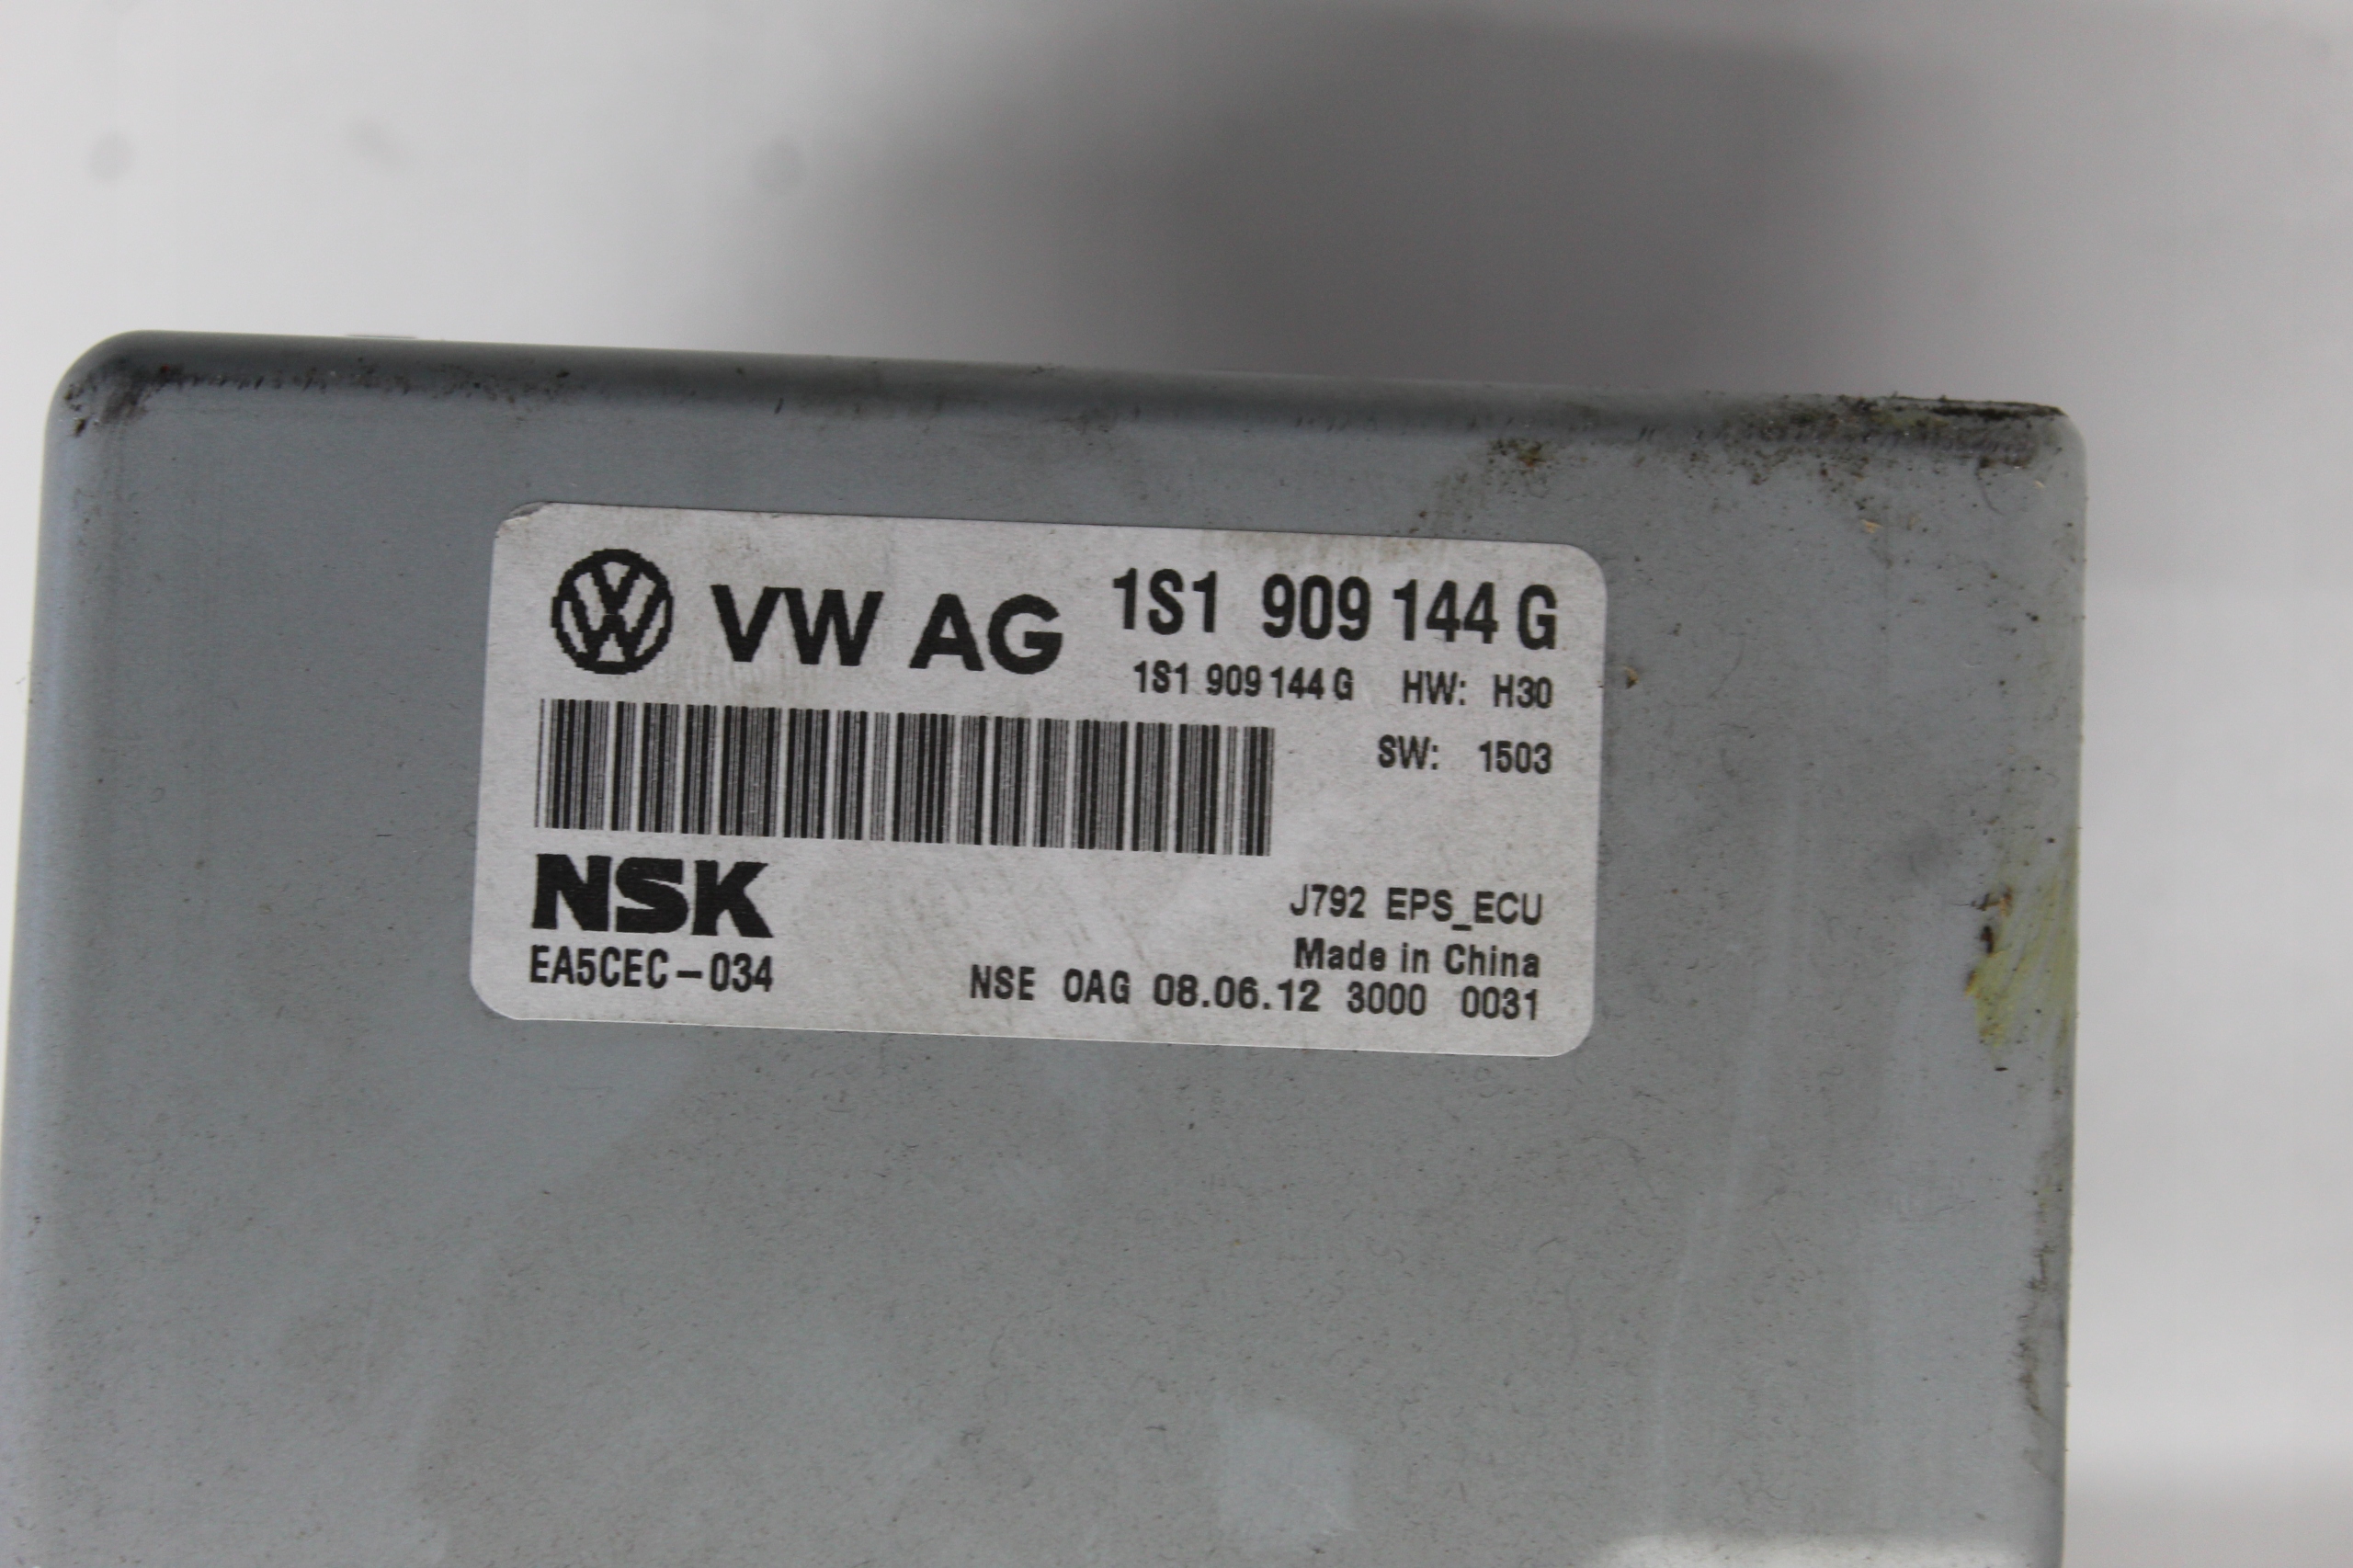 VW AG 1S1 909 144 G
1S1 909 144 G HW: H30
SW: 1503
NSK
J792 EPS_ECU
EA5CEC-034
Made in China
NSE 0AG 08.06.12 3000 0031